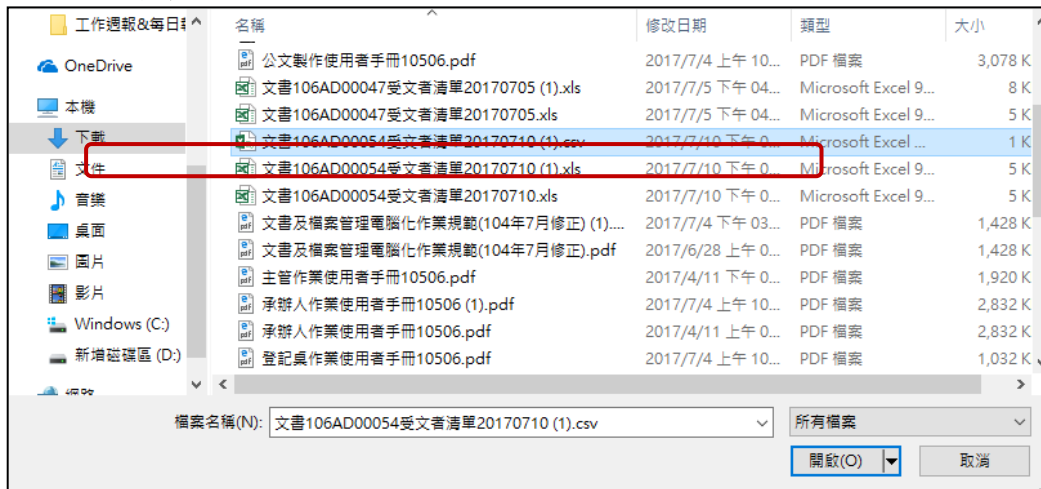 工作週報&每日
OneDrive
本機
下載
文件
音樂
桌面
圖片
影片
Windows (C:)
新增磁碟區 (D:)
網路
名稱 修改日期 類型 大小
公文製作使用者手冊10506.pdf 2017/7/4 上午 10... PDF 檔案 3,078 K
文書106AD00047受文者清單20170705 (1).xls 2017/7/5 下午 04... Microsoft Excel 9... 8 K
文書106AD00047受文者清單20170705.xls 2017/7/5 下午 04... Microsoft Excel 9... 5 K
文書106AD00054受文者清單20170710 (1).csv 2017/7/10 下午 0... Microsoft Excel ... 1 K
文書106AD00054受文者清單20170710 (1).xls 2017/7/10 下午 0... Microsoft Excel 9... 5 K
文書106AD00054受文者清單20170710.xls 2017/7/10 下午 0... Microsoft Excel 9... 5 K
文書及檔案管理電腦化作業規範(104年7月修正) (1).... 2017/7/4 下午 03... PDF 檔案 1,428 K
文書及檔案管理電腦化作業規範(104年7月修正).pdf 2017/6/28 上午 0... PDF 檔案 1,428 K
主管作業使用者手冊10506.pdf 2017/4/11 下午 0... PDF 檔案 1,920 K
承辦人作業使用者手冊10506 (1).pdf 2017/7/4 上午 10... PDF 檔案 2,832 K
承辦人作業使用者手冊10506.pdf 2017/4/11 上午 0... PDF 檔案 2,832 K
登記桌作業使用者手冊10506.pdf 2017/7/4 上午 10... PDF 檔案 1,032 K
檔案名稱(N): 文書106AD00054受文者清單20170710 (1).csv 所有檔案
開啟(O) 取消